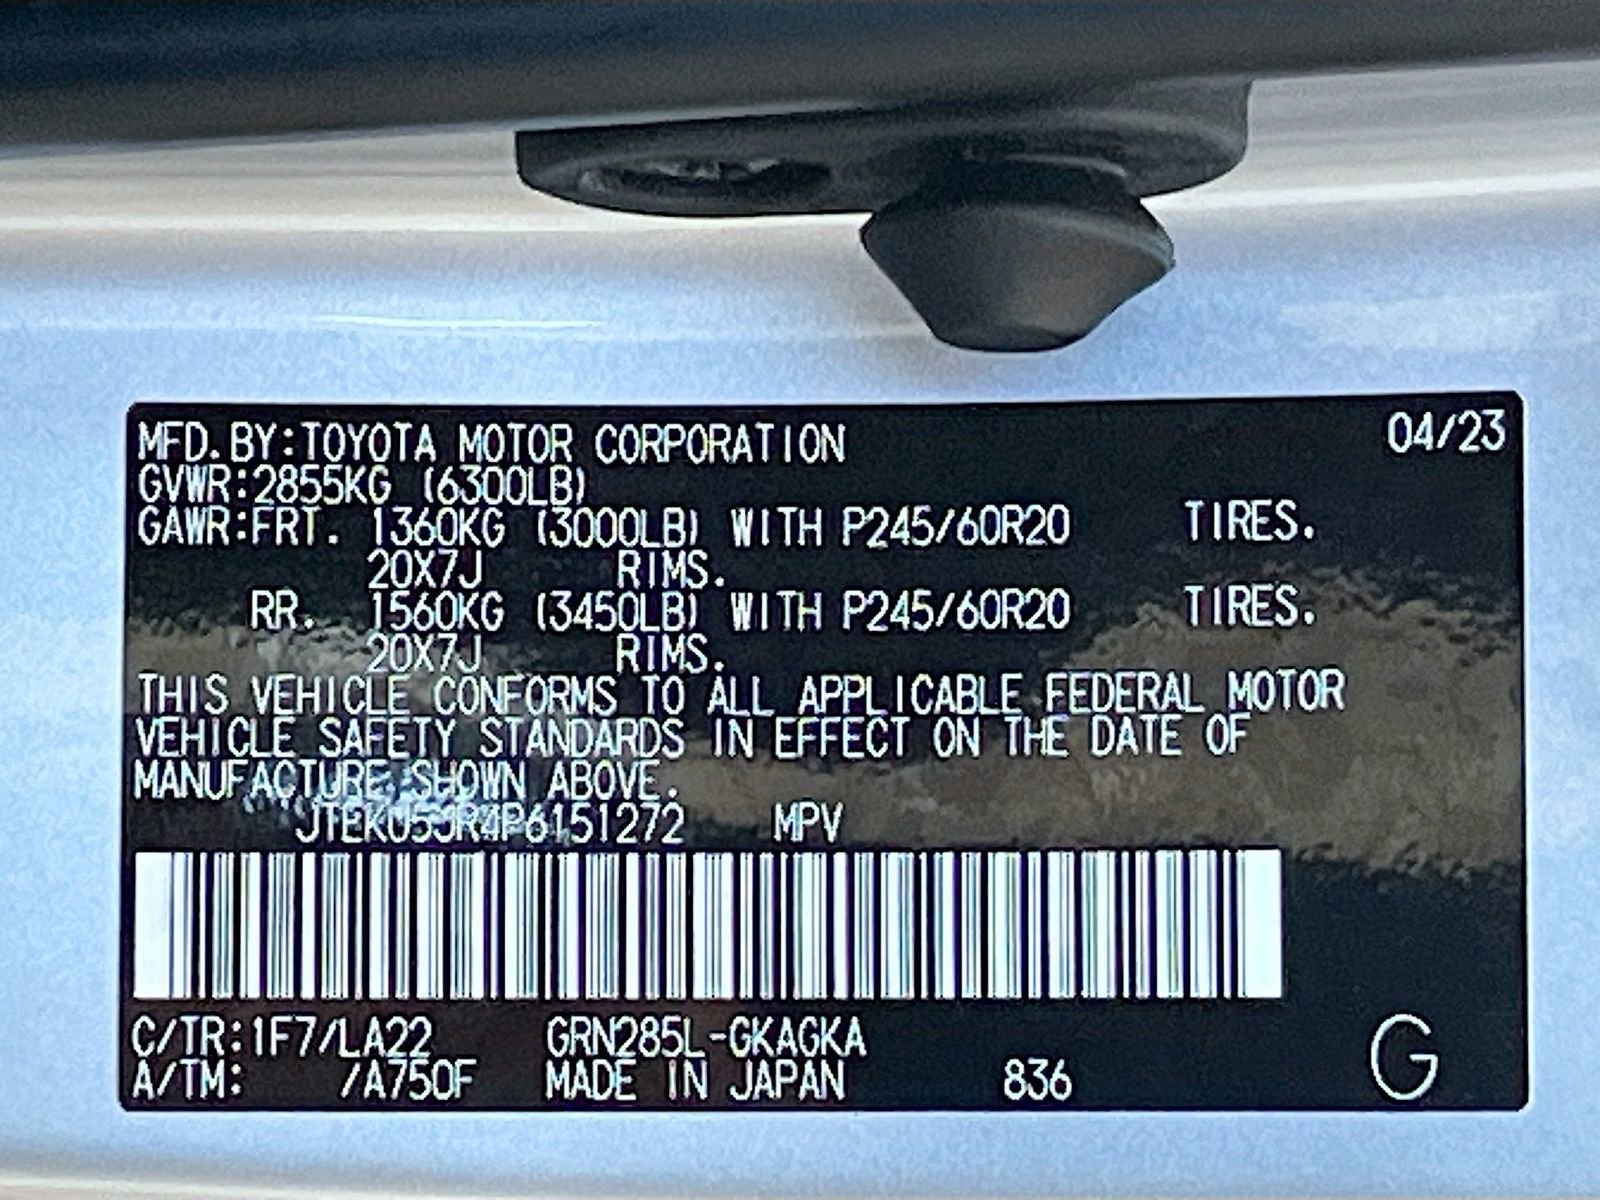 MFD.BY:TOYOTA MOTOR CORPORATION 04/23
GVWR:2855KG (6300LB)
GAWR:FRT. 1360KG (3000LB) WITH P245/60R20 TIRES.
20X7J RIMS.
RR. 1560KG (3450LB) WITH P245/60R20 TIRES.
20X7J RIMS.
THIS VEHICLE CONFORMS TO ALL APPLICABLE FEDERAL MOTOR
VEHICLE SAFETY STANDARDS IN EFFECT ON THE DATE OF
MANUFACTURE SHOWN ABOVE.
JTEKU5JR4P6151272 MPV
C/TR:1F7/LA22 GRN285L-GKAGKA
A/TM: /A750F MADE IN JAPAN 836 G